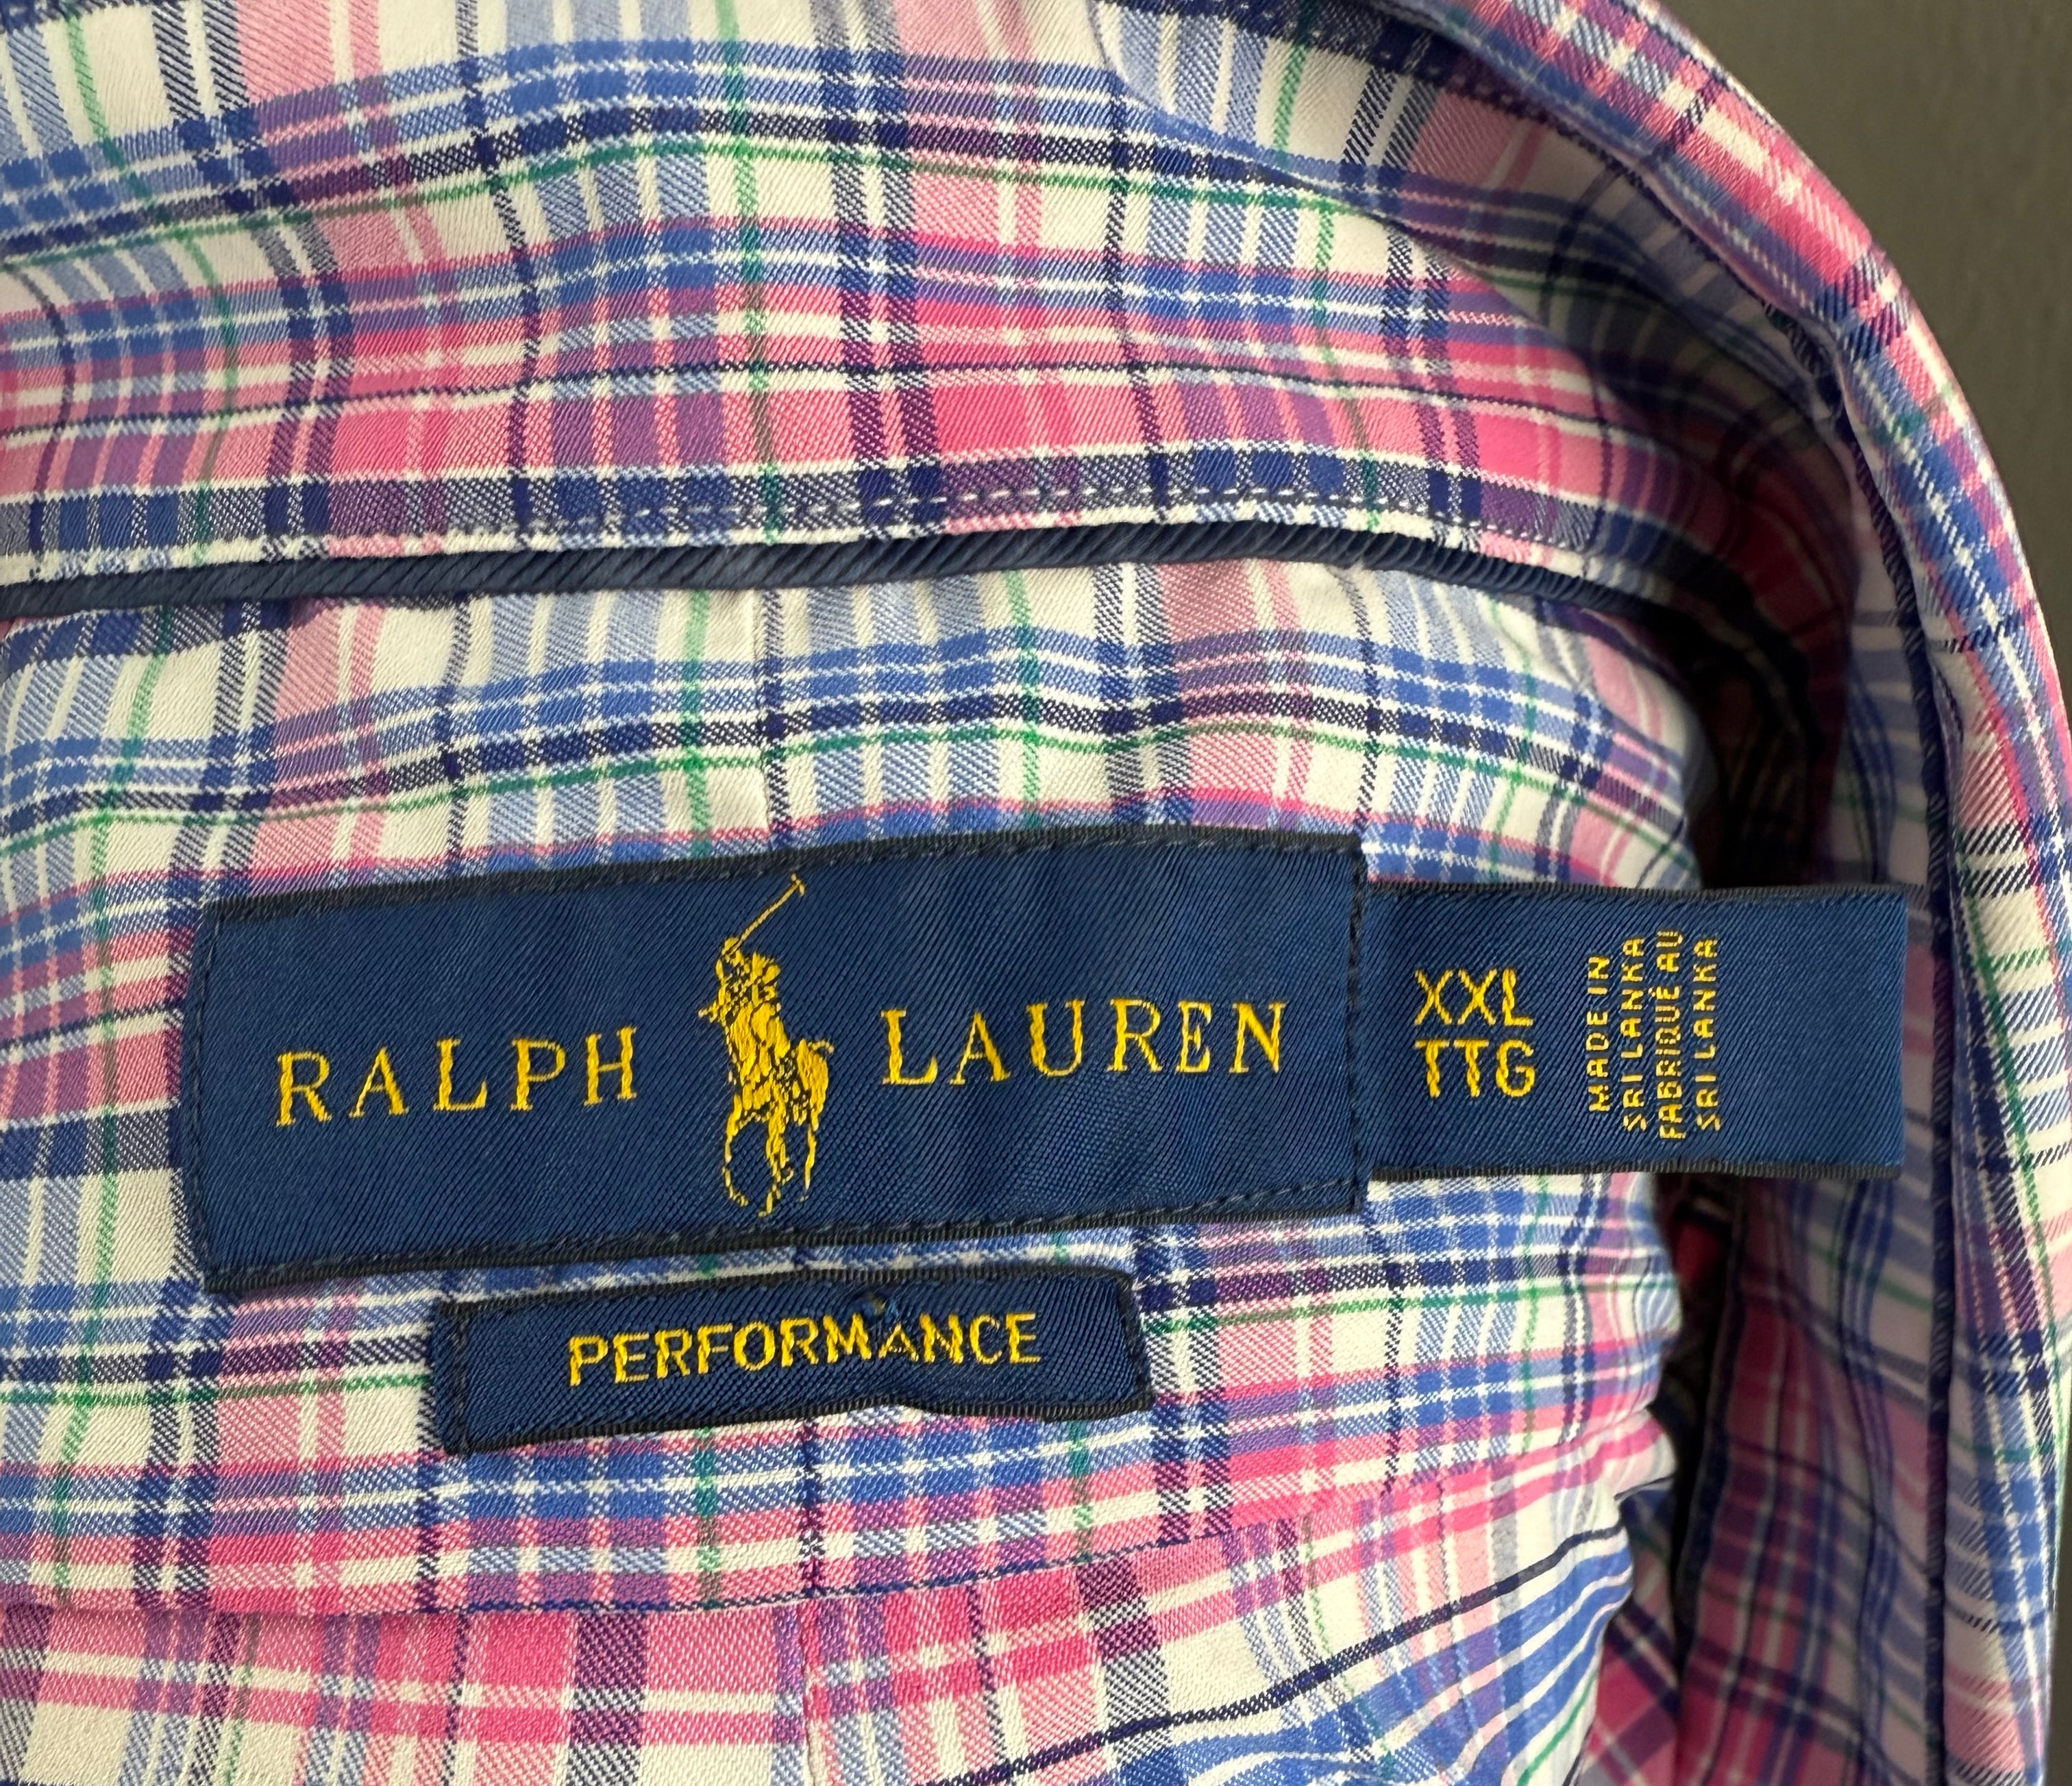 RALPH LAUREN
XXL
TTG
MADE IN
SRI LANKA
FABRIQUÉ AU
SRI LANKA
PERFORMANCE